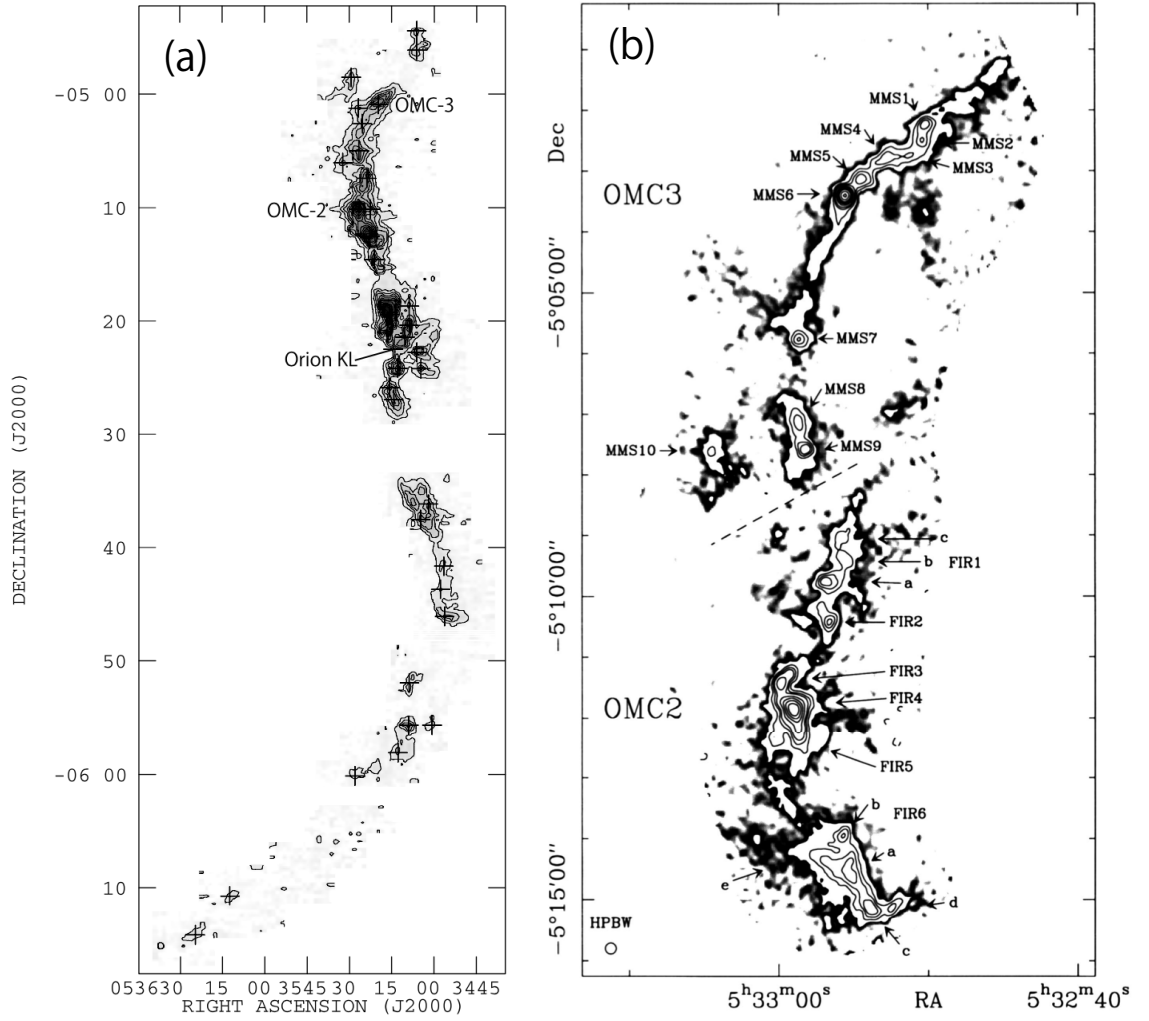 (a)
-05 00
OMC-3
10
OMC-2
20
Orion KL
30
40
50
-06 00
10
DECLINATION (J2000)
053630 15 00 3545 30 15 00 3445
RIGHT ASCENSION (J2000)
(b)
Dec
MMS1
MMS4
MMS2
MMS5
MMS3
OMC3
MMS6
-5°05'00"
MMS7
MMS8
MMS10
MMS9
c
b FIR1
a
-5°10'00"
FIR2
FIR3
FIR4
OMC2
FIR5
b FIR6
a
e
-5°15'00"
d
HPBW
c
5ʰ33ᵐ00ˢ RA 5ʰ32ᵐ40ˢ